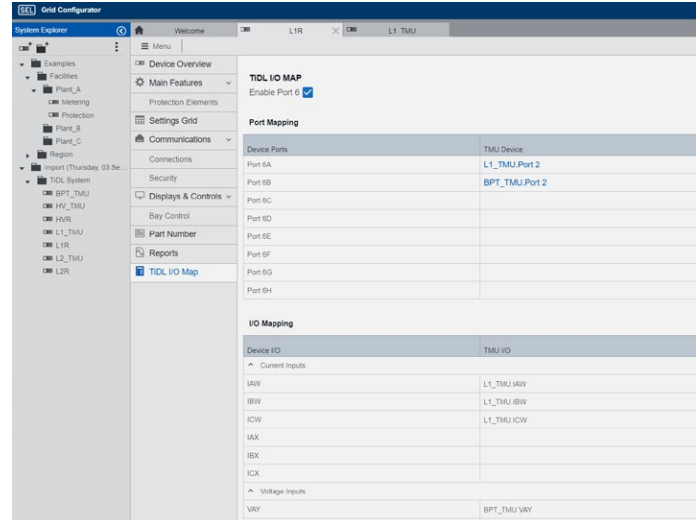 SEL Grid Configurator
System Explorer
Welcome
L1R
L1 TMU
Menu
Examples
Facilities
Plant_A
Metering
Protection
Plant_B
Plant_C
Region
Import (Thursday, 03 Se...
TiDL System
BPT_TMU
HV_TMU
HVR
L1_TMU
L1R
L2_TMU
L2R
Device Overview
Main Features
Protection Elements
Settings Grid
Communications
Connections
Security
Displays & Controls
Bay Control
Part Number
Reports
TiDL I/O Map
TiDL I/O MAP
Enable Port 6
Port Mapping
Device Ports TMU Device
Port 6A L1_TMU.Port 2
Port 6B BPT_TMU.Port 2
Port 6C
Port 6D
Port 6E
Port 6F
Port 6G
Port 6H
I/O Mapping
Device I/O TMU I/O
Current Inputs
IAW L1_TMU.IAW
IBW L1_TMU.IBW
ICW L1_TMU.ICW
IAX
IBX
ICX
Voltage Inputs
VAY BPT_TMU.VAY